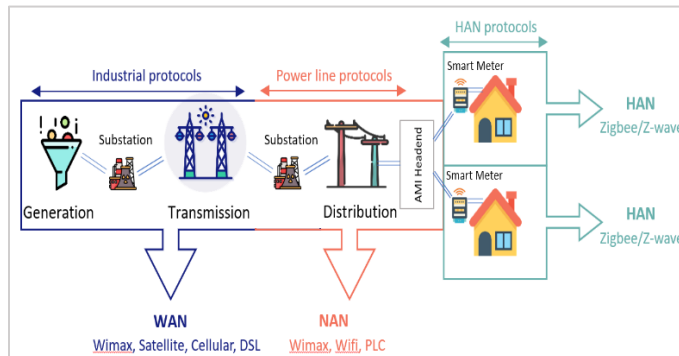 HAN protocols
Industrial protocols
Power line protocols
Smart Meter
Substation
Substation
HAN
Zigbee/Z-wave
AMI Headend
Smart Meter
Generation
Transmission
Distribution
HAN
Zigbee/Z-wave
WAN
NAN
Wimax, Satellite, Cellular, DSL
Wimax, Wifi, PLC